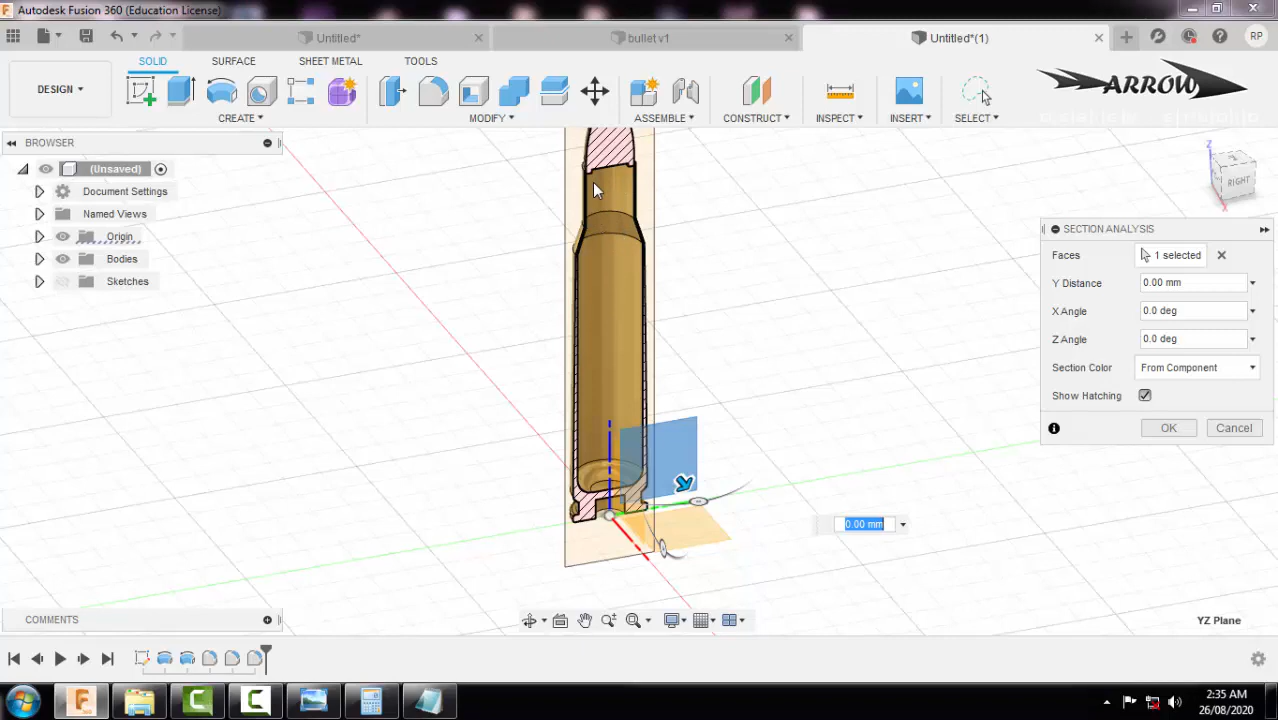 Autodesk Fusion 360 (Education License)
Untitled*
bullet v1
Untitled*(1)
RP
SOLID
SURFACE
SHEET METAL
TOOLS
DESIGN
CREATE
MODIFY
ASSEMBLE
CONSTRUCT
INSPECT
INSERT
SELECT
ARROW
BROWSER
(Unsaved)
Document Settings
Named Views
Origin
Bodies
Sketches
Z
RIGHT
X
SECTION ANALYSIS
Faces
1 selected
Y Distance
0.00 mm
X Angle
0.0 deg
Z Angle
0.0 deg
Section Color
From Component
Show Hatching
OK
Cancel
0.00 mm
COMMENTS
YZ Plane
2:35 AM
26/08/2020